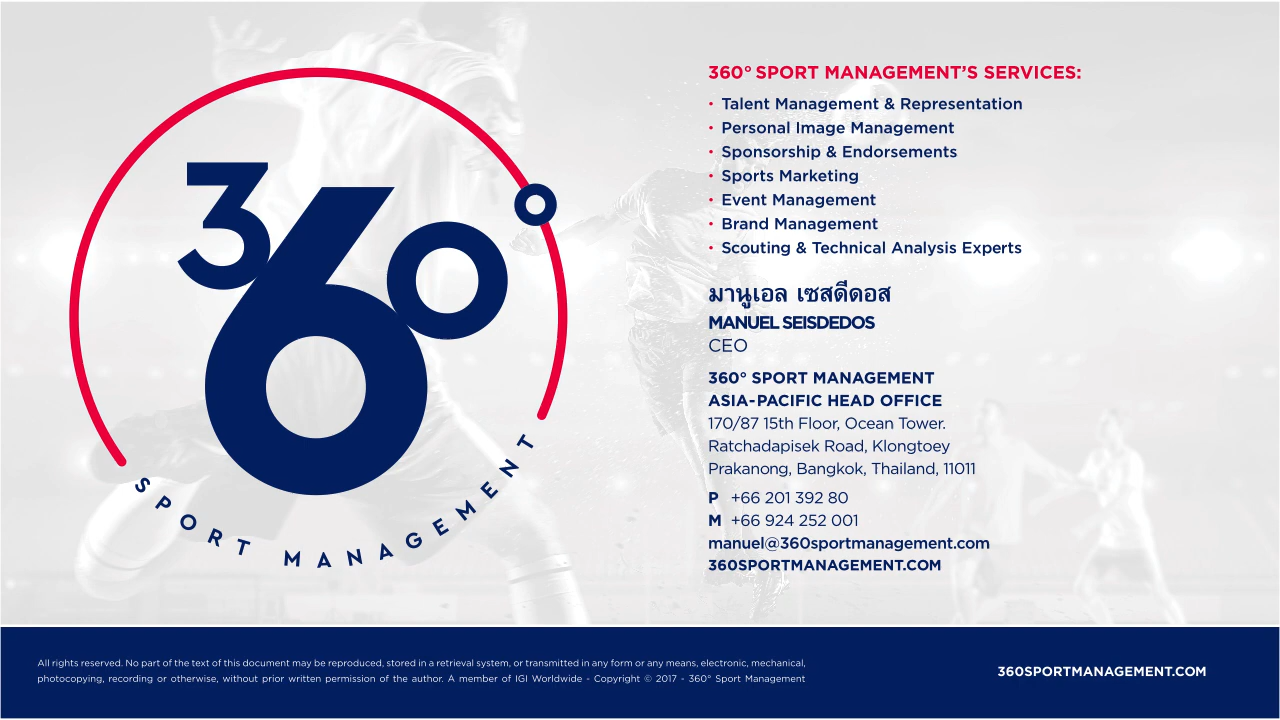 360°
SPORT MANAGEMENT
360° SPORT MANAGEMENT’S SERVICES:
• Talent Management & Representation
• Personal Image Management
• Sponsorship & Endorsements
• Sports Marketing
• Event Management
• Brand Management
• Scouting & Technical Analysis Experts
มานูเอล เซสดีดอส
MANUEL SEISDEDOS
CEO
360° SPORT MANAGEMENT
ASIA-PACIFIC HEAD OFFICE
170/87 15th Floor, Ocean Tower.
Ratchadapisek Road, Klongtoey
Prakanong, Bangkok, Thailand, 11011
P +66 201 392 80
M +66 924 252 001
manuel@360sportmanagement.com
360SPORTMANAGEMENT.COM
All rights reserved. No part of the text of this document may be reproduced, stored in a retrieval system, or transmitted in any form or any means, electronic, mechanical,
photocopying, recording or otherwise, without prior written permission of the author. A member of IGI Worldwide - Copyright © 2017 - 360° Sport Management
360SPORTMANAGEMENT.COM